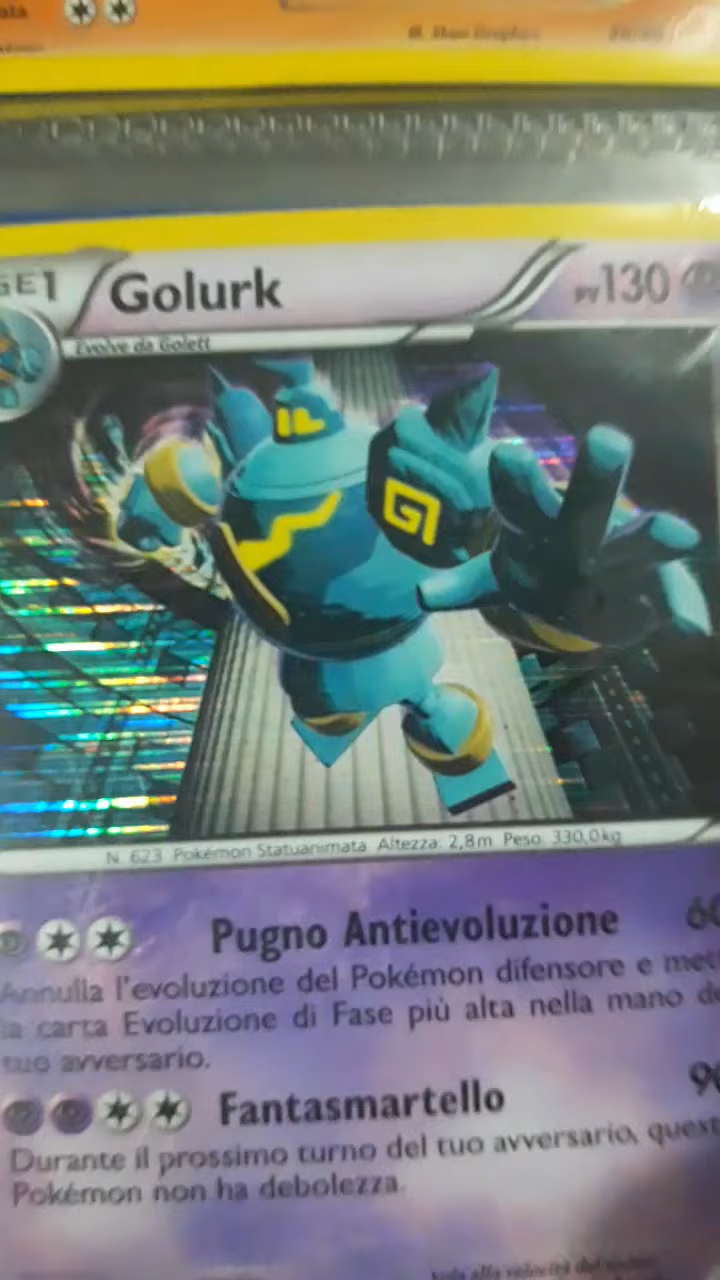 Golurk
PV130
Evolve da Golett
N. 623 Pokémon Statuanimata Altezza: 2,8m Peso: 330,0kg
Pugno Antievoluzione
Annulla l'evoluzione del Pokémon difensore e
la carta Evoluzione di Fase più alta nella mano
tuo avversario.
Fantasmartello
Durante il prossimo turno del tuo avversario,
Pokémon non ha debolezza.